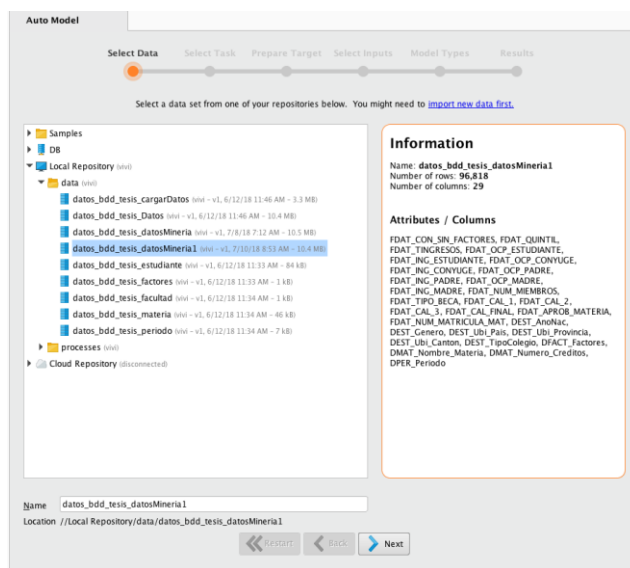 Auto Model
Select Data Select Task Prepare Target Select Inputs Model Types Results
Select a data set from one of your repositories below. You might need to import new data first.
Samples
DB
Local Repository (vivi)
data (vivi)
datos_bdd_tesis_cargarDatos (vivi - v1, 6/12/18 11:46 AM - 3.3 MB)
datos_bdd_tesis_Datos (vivi - v1, 6/12/18 11:46 AM - 10.4 MB)
datos_bdd_tesis_datosMineria (vivi - v1, 7/8/18 7:12 AM - 10.5 MB)
datos_bdd_tesis_datosMineria1 (vivi - v1, 7/10/18 8:53 AM - 10.4 MB)
datos_bdd_tesis_estudiante (vivi - v1, 6/12/18 11:33 AM - 84 kB)
datos_bdd_tesis_factores (vivi - v1, 6/12/18 11:33 AM - 1 kB)
datos_bdd_tesis_facultad (vivi - v1, 6/12/18 11:34 AM - 1 kB)
datos_bdd_tesis_materia (vivi - v1, 6/12/18 11:34 AM - 46 kB)
datos_bdd_tesis_periodo (vivi - v1, 6/12/18 11:34 AM - 7 kB)
processes (vivi)
Cloud Repository (disconnected)
Information
Name: datos_bdd_tesis_datosMineria1
Number of rows: 96,818
Number of columns: 29
Attributes / Columns
FDAT_CON_SIN_FACTORES, FDAT_QUINTIL,
FDAT_TINGRESOS, FDAT_OCP_ESTUDIANTE,
FDAT_ING_ESTUDIANTE, FDAT_OCP_CONYUGE,
FDAT_ING_CONYUGE, FDAT_OCP_PADRE,
FDAT_ING_PADRE, FDAT_OCP_MADRE,
FDAT_ING_MADRE, FDAT_NUM_MIEMBROS,
FDAT_TIPO_BECA, FDAT_CAL_1, FDAT_CAL_2,
FDAT_CAL_3, FDAT_CAL_FINAL, FDAT_APROB_MATERIA,
FDAT_NUM_MATRICULA_MAT, DEST_AnoNac,
DEST_Genero, DEST_Ubi_Pais, DEST_Ubi_Provincia,
DEST_Ubi_Canton, DEST_TipoColegio, DFACT_Factores,
DMAT_Nombre_Materia, DMAT_Numero_Creditos,
DPER_Periodo
Name datos_bdd_tesis_datosMineria1
Location //Local Repository/data/datos_bdd_tesis_datosMineria1
Restart Back Next